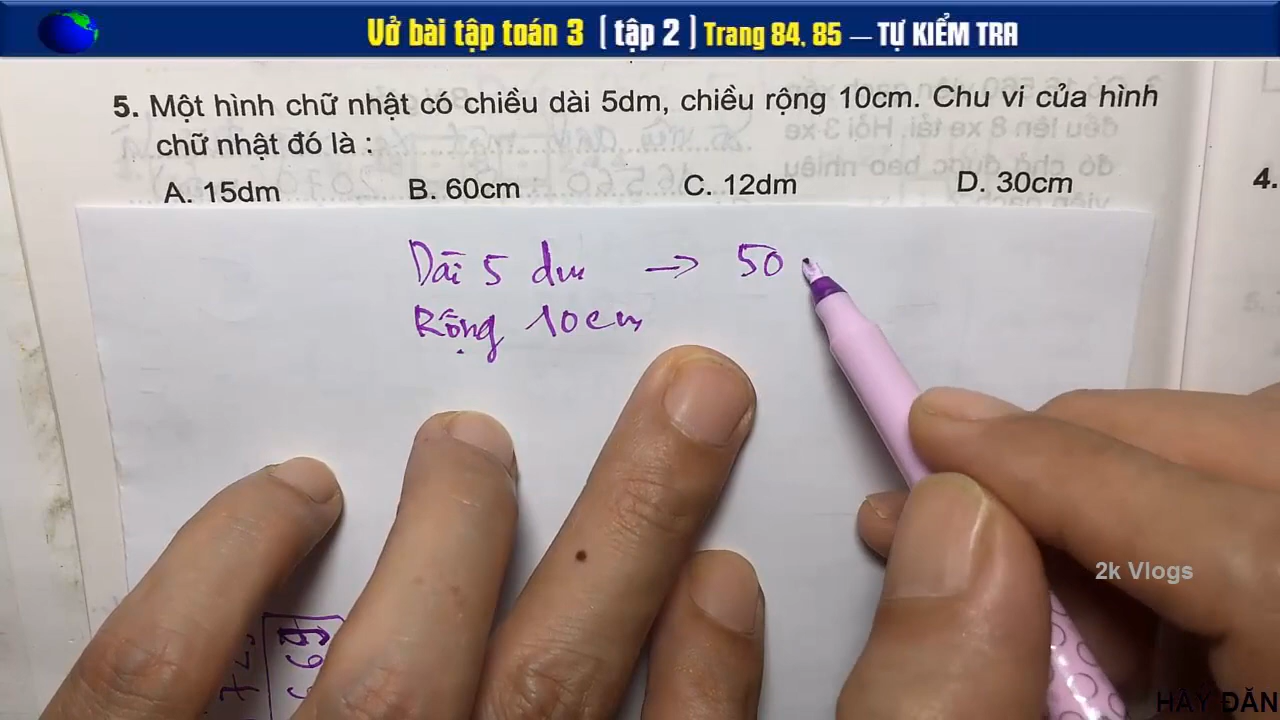 Vở bài tập toán 3 ( tập 2 ) Trang 84, 85 – TỰ KIỂM TRA
5. Một hình chữ nhật có chiều dài 5dm, chiều rộng 10cm. Chu vi của hình
chữ nhật đó là :
A. 15dm B. 60cm C. 12dm D. 30cm
4.
Dài 5 dm → 50
Rộng 10cm
2k Vlogs
HÃY ĐĂN